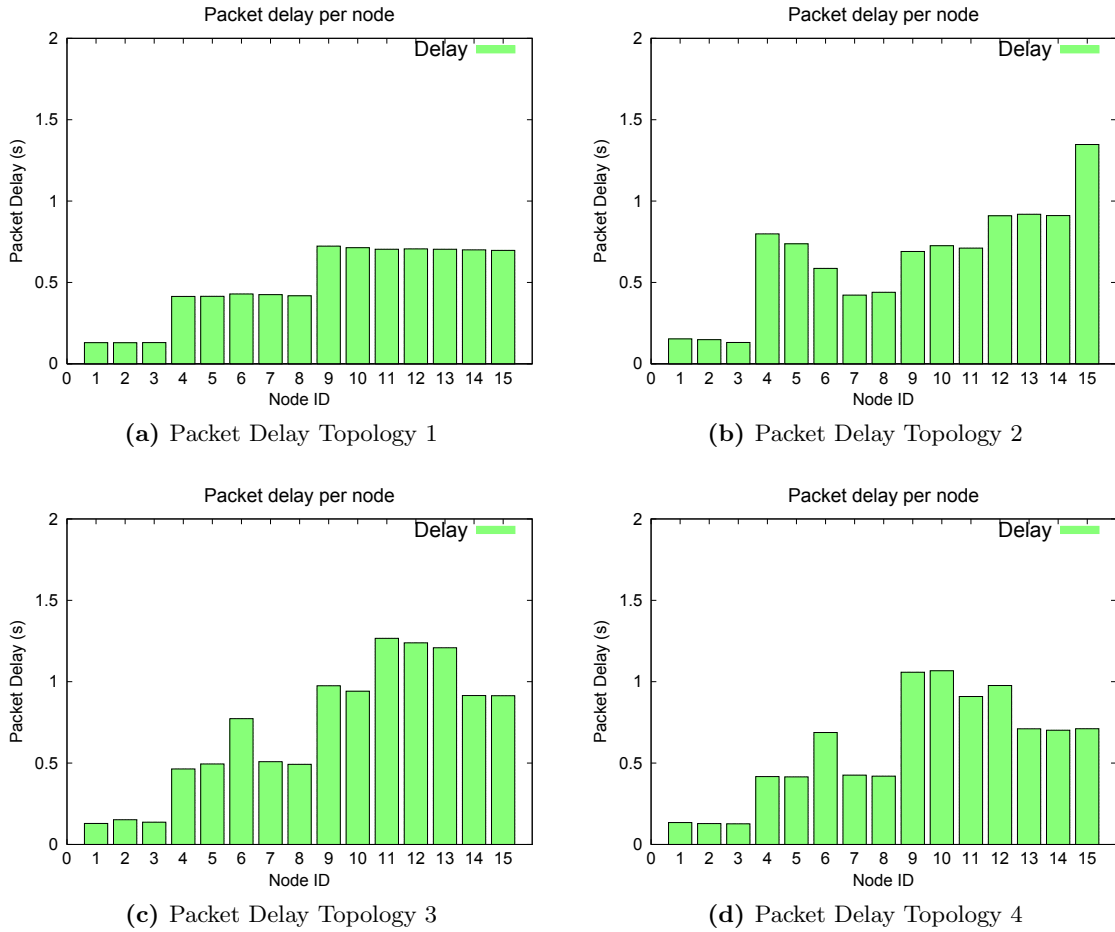 Packet delay per node
2
Delay
1.5
1
0.5
0
0 1 2 3 4 5 6 7 8 9 10 11 12 13 14 15
Packet Delay (s)
Node ID
(a) Packet Delay Topology 1
Packet delay per node
2
Delay
1.5
1
0.5
0
0 1 2 3 4 5 6 7 8 9 10 11 12 13 14 15
Packet Delay (s)
Node ID
(b) Packet Delay Topology 2
Packet delay per node
2
Delay
1.5
1
0.5
0
0 1 2 3 4 5 6 7 8 9 10 11 12 13 14 15
Packet Delay (s)
Node ID
(c) Packet Delay Topology 3
Packet delay per node
2
Delay
1.5
1
0.5
0
0 1 2 3 4 5 6 7 8 9 10 11 12 13 14 15
Packet Delay (s)
Node ID
(d) Packet Delay Topology 4